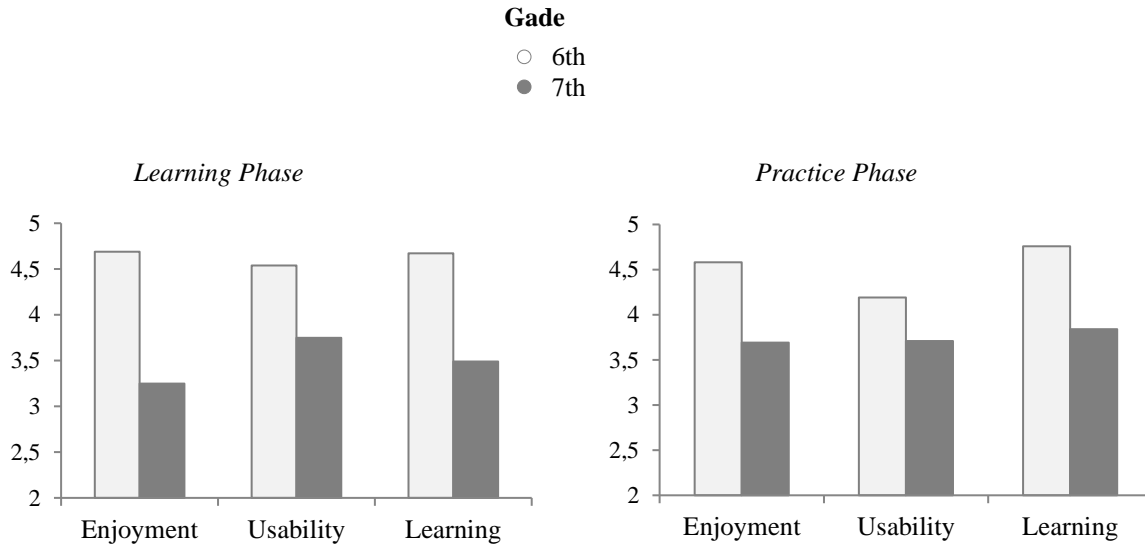 Gade
6th
7th
Learning Phase
5
4,5
4
3,5
3
2,5
2
Enjoyment Usability Learning
Practice Phase
5
4,5
4
3,5
3
2,5
2
Enjoyment Usability Learning